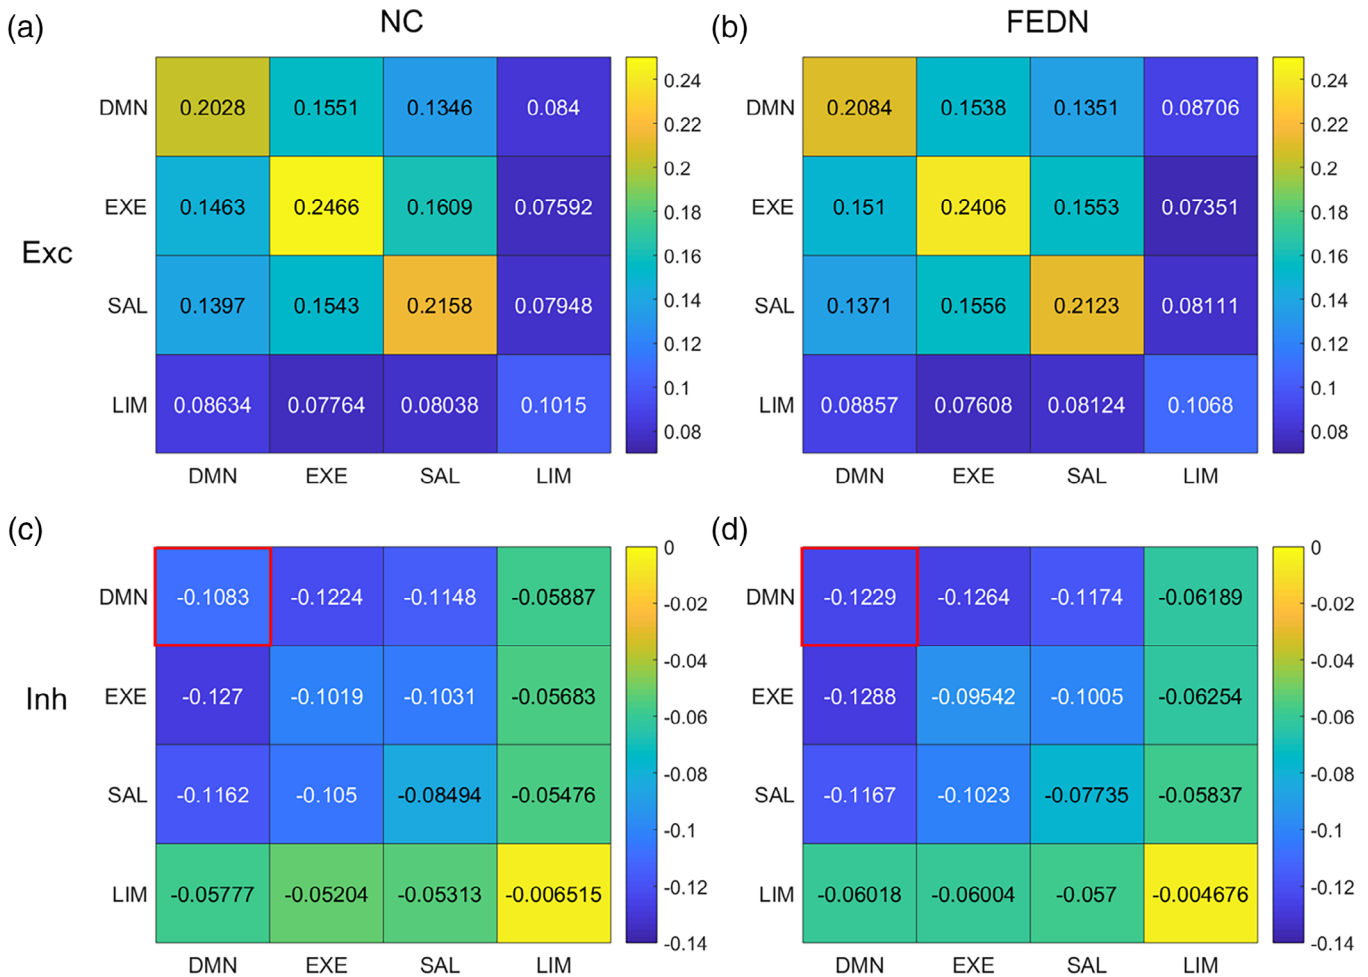 (a) NC
DMN 0.2028 0.1551 0.1346 0.084
EXE 0.1463 0.2466 0.1609 0.07592
SAL 0.1397 0.1543 0.2158 0.07948
LIM 0.08634 0.07764 0.08038 0.1015
DMN EXE SAL LIM
0.24
0.22
0.2
0.18
0.16
0.14
0.12
0.1
0.08
Exc
(b) FEDN
DMN 0.2084 0.1538 0.1351 0.08706
EXE 0.151 0.2406 0.1553 0.07351
SAL 0.1371 0.1556 0.2123 0.08111
LIM 0.08857 0.07608 0.08124 0.1068
DMN EXE SAL LIM
0.24
0.22
0.2
0.18
0.16
0.14
0.12
0.1
0.08
(c)
DMN -0.1083 -0.1224 -0.1148 -0.05887
EXE -0.127 -0.1019 -0.1031 -0.05683
SAL -0.1162 -0.105 -0.08494 -0.05476
LIM -0.05777 -0.05204 -0.05313 -0.006515
DMN EXE SAL LIM
0
-0.02
-0.04
-0.06
-0.08
-0.1
-0.12
-0.14
Inh
(d)
DMN -0.1229 -0.1264 -0.1174 -0.06189
EXE -0.1288 -0.09542 -0.1005 -0.06254
SAL -0.1167 -0.1023 -0.07735 -0.05837
LIM -0.06018 -0.06004 -0.057 -0.004676
DMN EXE SAL LIM
0
-0.02
-0.04
-0.06
-0.08
-0.1
-0.12
-0.14